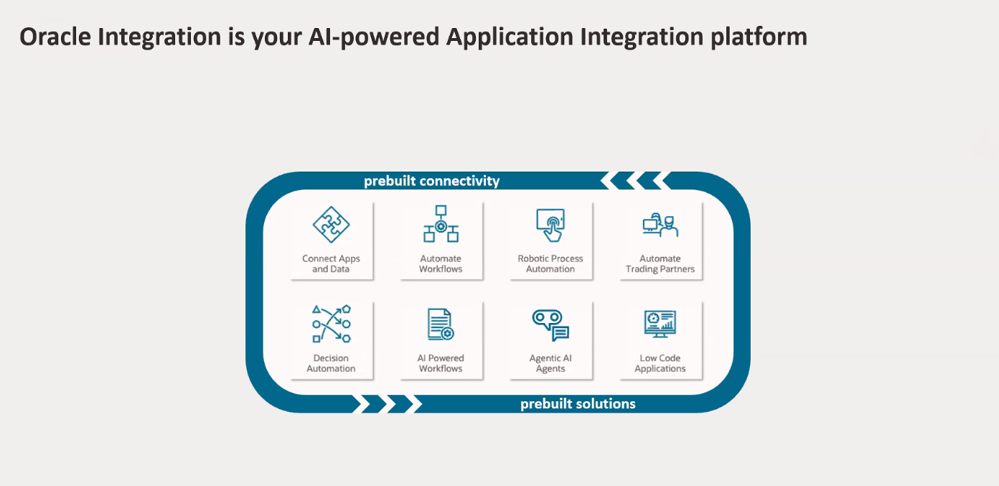 Oracle Integration is your AI-powered Application Integration platform
prebuilt connectivity
Connect Apps
and Data
Automate
Workflows
Robotic Process
Automation
Automate
Trading Partners
Decision
Automation
AI Powered
Workflows
Agentic AI
Agents
Low Code
Applications
prebuilt solutions